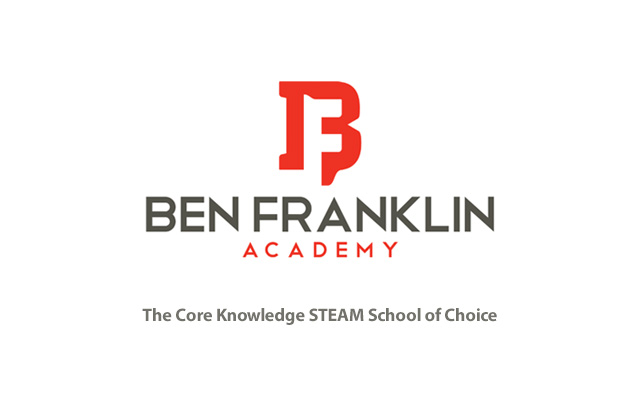 BF
BEN FRANKLIN
ACADEMY
The Core Knowledge STEAM School of Choice